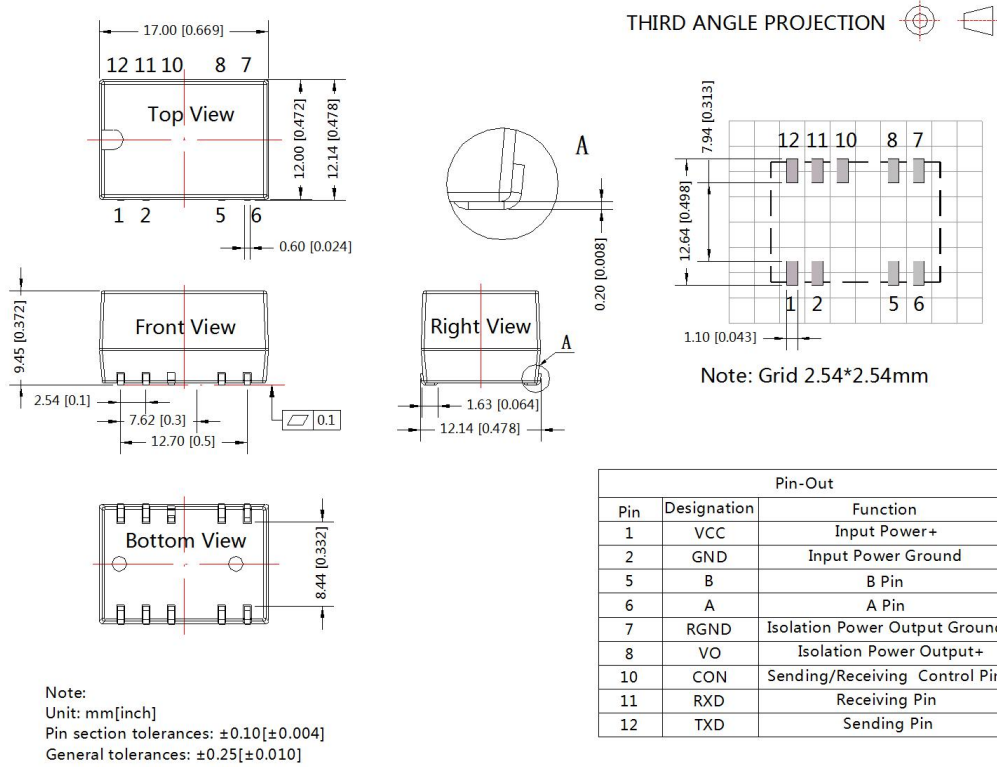 THIRD ANGLE PROJECTION
17.00 [0.669]
12 11 10 8 7
Top View
12.00 [0.472]
12.14 [0.478]
1 2 5 6
0.60 [0.024]
A
0.20 [0.008]
7.94 [0.313]
12.64 [0.498]
12 11 10 8 7
1 2 5 6
1.10 [0.043]
Note: Grid 2.54*2.54mm
9.45 [0.372]
Front View
2.54 [0.1]
7.62 [0.3]
12.70 [0.5]
0.1
Right View
A
1.63 [0.064]
12.14 [0.478]
Bottom View
8.44 [0.332]
Pin-Out
Pin Designation Function
1 VCC Input Power+
2 GND Input Power Ground
5 B B Pin
6 A A Pin
7 RGND Isolation Power Output Ground
8 VO Isolation Power Output+
10 CON Sending/Receiving Control Pin
11 RXD Receiving Pin
12 TXD Sending Pin
Note:
Unit: mm[inch]
Pin section tolerances: ±0.10[±0.004]
General tolerances: ±0.25[±0.010]